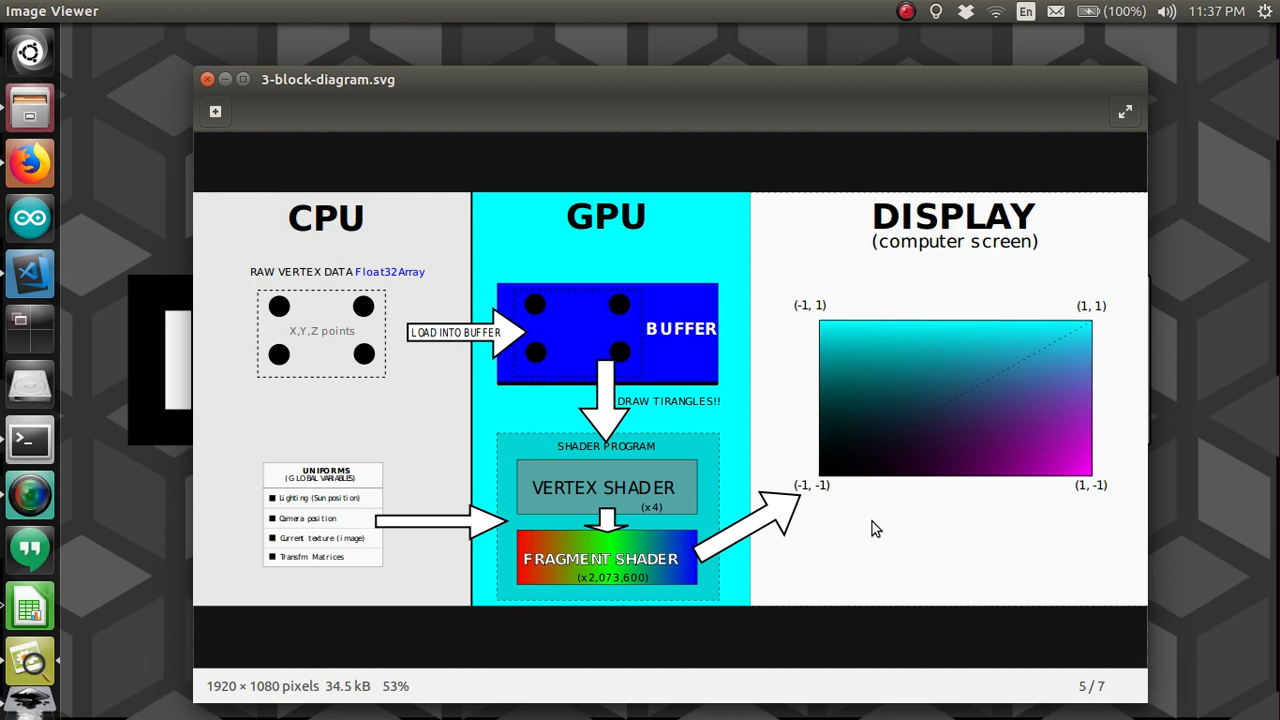 Image Viewer
En
(100%)
11:37 PM
3-block-diagram.svg
CPU
GPU
DISPLAY
(computer screen)
RAW VERTEX DATA Float32Array
X,Y,Z points
LOAD INTO BUFFER
BUFFER
DRAW TIRANGLES!!
SHADER PROGRAM
VERTEX SHADER
(x4)
FRAGMENT SHADER
(x2,073,600)
UNIFORMS
(GLOBAL VARIABLES)
Lighting (Sun position)
Camera position
Current texture (image)
Transfm Matrices
(-1, 1)
(1, 1)
(-1, -1)
(1, -1)
1920 × 1080 pixels 34.5 kB 53%
5 / 7